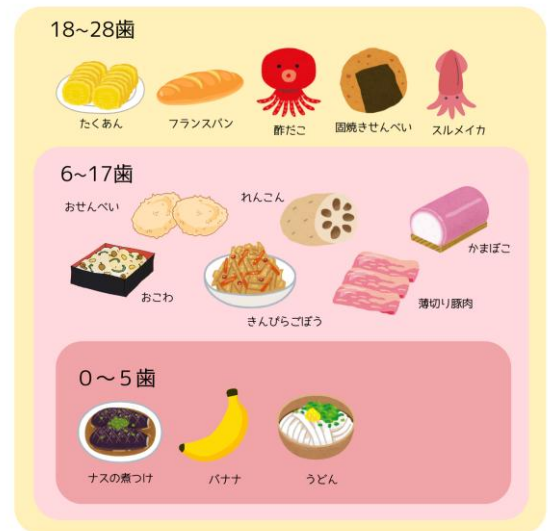 18~28歯
たくあん
フランスパン
酢だこ
固焼きせんべい
スルメイカ
6~17歯
おせんべい
れんこん
かまぼこ
おこわ
きんぴらごぼう
薄切り豚肉
0～5歯
ナスの煮つけ
バナナ
うどん